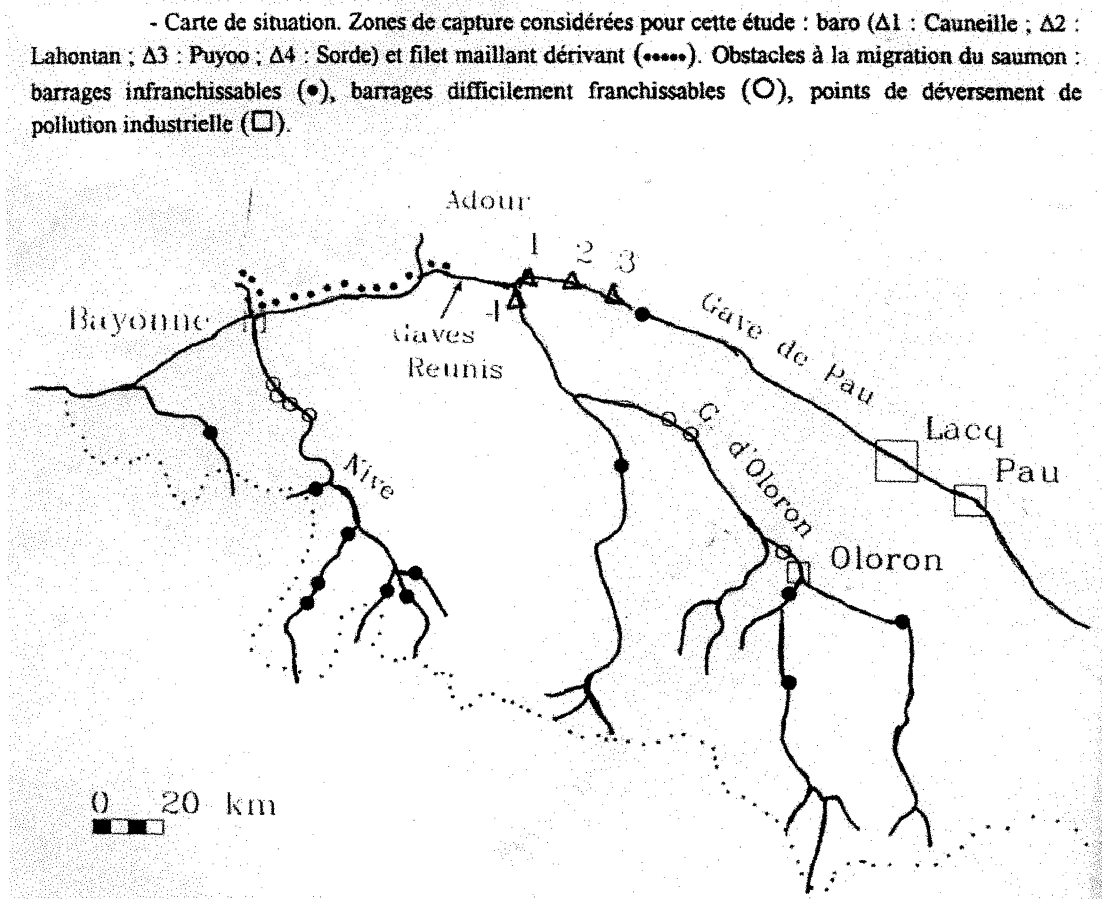 - Carte de situation. Zones de capture considérées pour cette étude : baro (Δ1 : Cauneille ; Δ2 :
Lahontan ; Δ3 : Puyoo ; Δ4 : Sorde) et filet maillant dérivant (•••••). Obstacles à la migration du saumon :
barrages infranchissables (●), barrages difficilement franchissables (O), points de déversement de
pollution industrielle (□).
Adour
1
2
3
4
Bayonne
Gaves
Reunis
Gave de Pau
Lacq
Pau
G. d'Oloron
Nive
Oloron
0 20 km